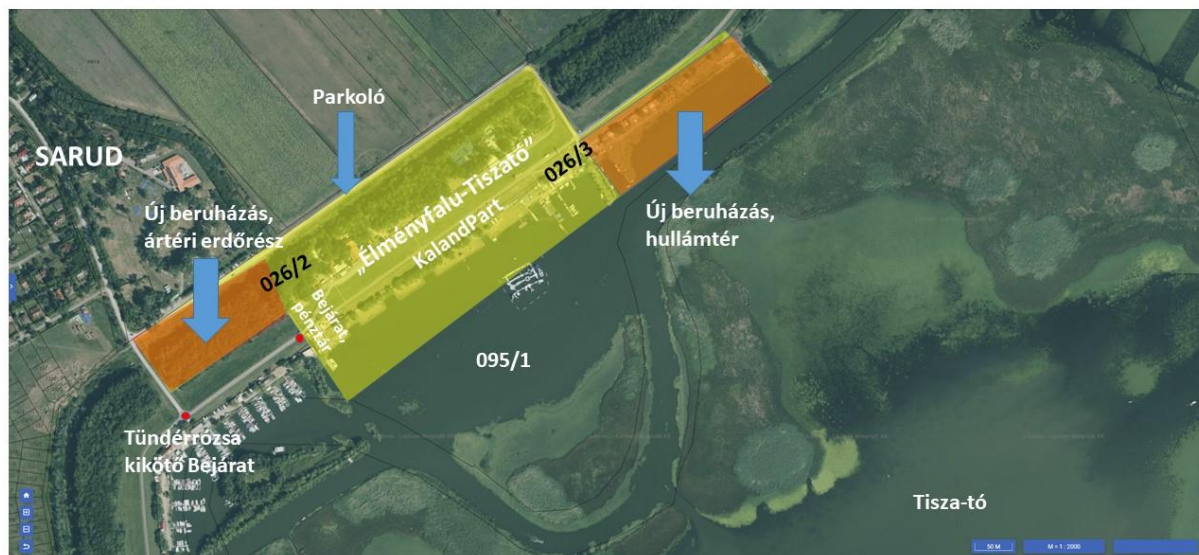 Parkoló
SARUD
Új beruházás,
ártéri erdőrész
026/2
„Élményfalu-Tiszató”
KalandPart
026/3
Új beruházás,
hullámtér
Bejárat,
pénztár
095/1
Tündérrózsa
kikötő Bejárat
Tisza-tó
50 M
M = 1 : 2000